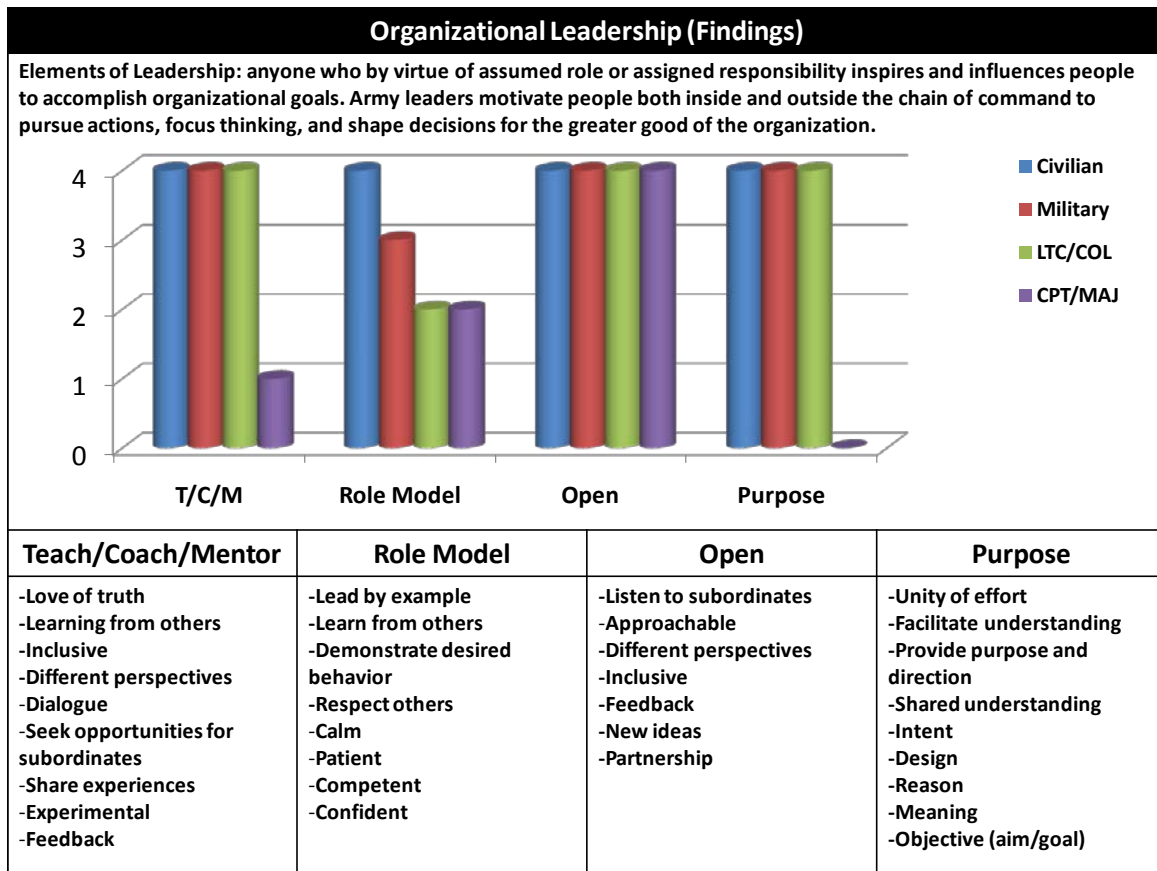 Organizational Leadership (Findings)
Elements of Leadership: anyone who by virtue of assumed role or assigned responsibility inspires and influences people
to accomplish organizational goals. Army leaders motivate people both inside and outside the chain of command to
pursue actions, focus thinking, and shape decisions for the greater good of the organization.
4
3
2
1
0
T/C/M
Role Model
Open
Purpose
Civilian
Military
LTC/COL
CPT/MAJ
Teach/Coach/Mentor
-Love of truth
-Learning from others
-Inclusive
-Different perspectives
-Dialogue
-Seek opportunities for
subordinates
-Share experiences
-Experimental
-Feedback
Role Model
-Lead by example
-Learn from others
-Demonstrate desired
behavior
-Respect others
-Calm
-Patient
-Competent
-Confident
Open
-Listen to subordinates
-Approachable
-Different perspectives
-Inclusive
-Feedback
-New ideas
-Partnership
Purpose
-Unity of effort
-Facilitate understanding
-Provide purpose and
direction
-Shared understanding
-Intent
-Design
-Reason
-Meaning
-Objective (aim/goal)